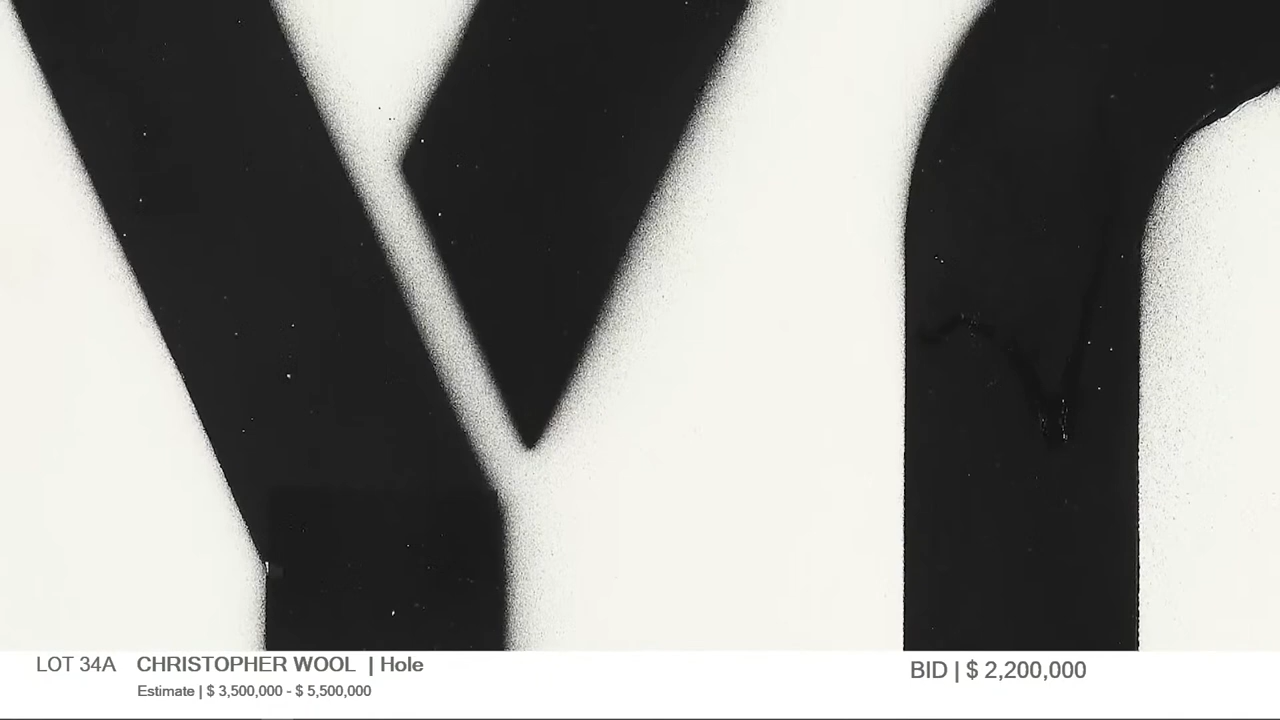 Y
LOT 34A CHRISTOPHER WOOL | Hole BID | $ 2,200,000
Estimate | $ 3,500,000 - $ 5,500,000